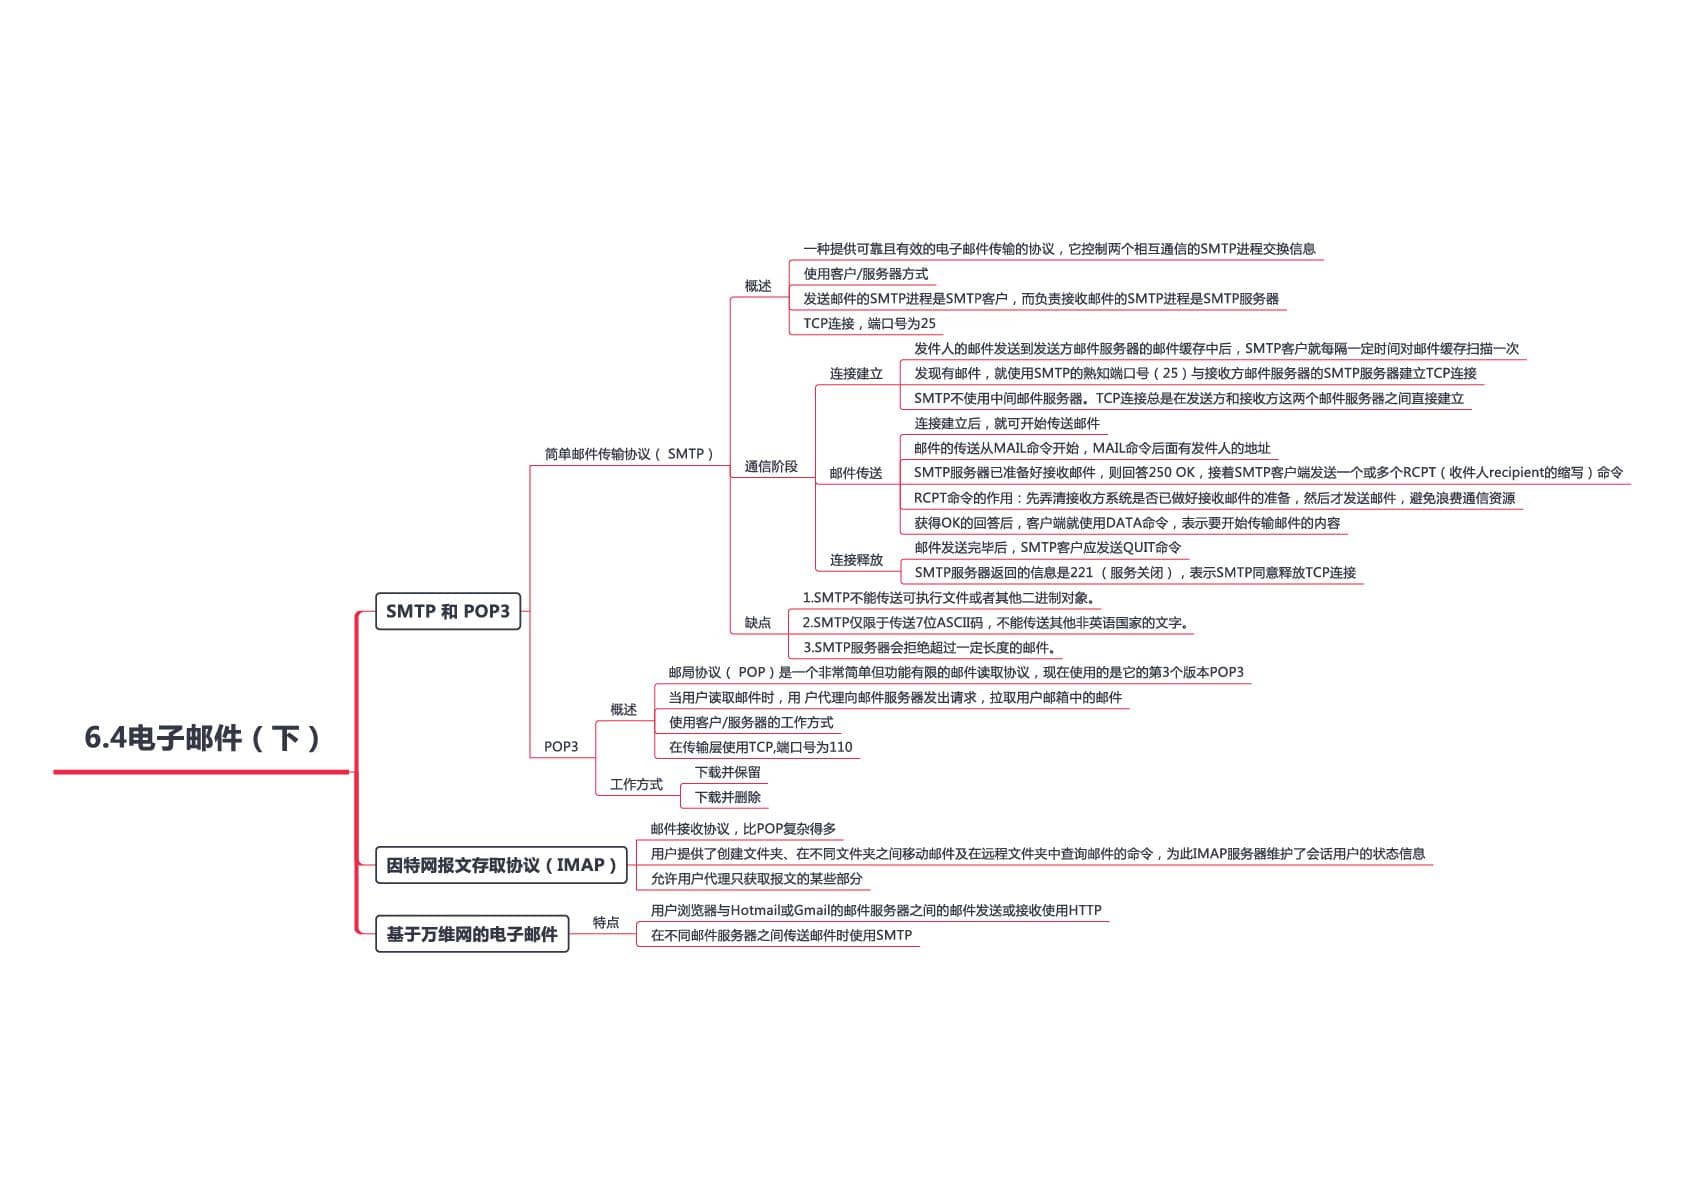 6.4电子邮件（下）
SMTP 和 POP3
简单邮件传输协议（ SMTP ）
概述
一种提供可靠且有效的电子邮件传输的协议，它控制两个相互通信的SMTP进程交换信息
使用客户/服务器方式
发送邮件的SMTP进程是SMTP客户，而负责接收邮件的SMTP进程是SMTP服务器
TCP连接，端口号为25
通信阶段
连接建立
发件人的邮件发送到发送方邮件服务器的邮件缓存中后，SMTP客户就每隔一定时间对邮件缓存扫描一次
发现有邮件，就使用SMTP的熟知端口号（25）与接收方邮件服务器的SMTP服务器建立TCP连接
SMTP不使用中间邮件服务器。TCP连接总是在发送方和接收方这两个邮件服务器之间直接建立
邮件传送
连接建立后，就可开始传送邮件
邮件的传送从MAIL命令开始，MAIL命令后面有发件人的地址
SMTP服务器已准备好接收邮件，则回答250 OK，接着SMTP客户端发送一个或多个RCPT（收件人recipient的缩写）命令
RCPT命令的作用：先弄清接收方系统是否已做好接收邮件的准备，然后才发送邮件，避免浪费通信资源
获得OK的回答后，客户端就使用DATA命令，表示要开始传输邮件的内容
连接释放
邮件发送完毕后，SMTP客户应发送QUIT命令
SMTP服务器返回的信息是221 （服务关闭），表示SMTP同意释放TCP连接
缺点
1.SMTP不能传送可执行文件或者其他二进制对象。
2.SMTP仅限于传送7位ASCII码，不能传送其他非英语国家的文字。
3.SMTP服务器会拒绝超过一定长度的邮件。
POP3
概述
邮局协议（ POP）是一个非常简单但功能有限的邮件读取协议，现在使用的是它的第3个版本POP3
当用户读取邮件时，用 户代理向邮件服务器发出请求，拉取用户邮箱中的邮件
使用客户/服务器的工作方式
在传输层使用TCP,端口号为110
工作方式
下载并保留
下载并删除
因特网报文存取协议（IMAP）
邮件接收协议，比POP复杂得多
用户提供了创建文件夹、在不同文件夹之间移动邮件及在远程文件夹中查询邮件的命令，为此IMAP服务器维护了会话用户的状态信息
允许用户代理只获取报文的某些部分
基于万维网的电子邮件
特点
用户浏览器与Hotmail或Gmail的邮件服务器之间的邮件发送或接收使用HTTP
在不同邮件服务器之间传送邮件时使用SMTP